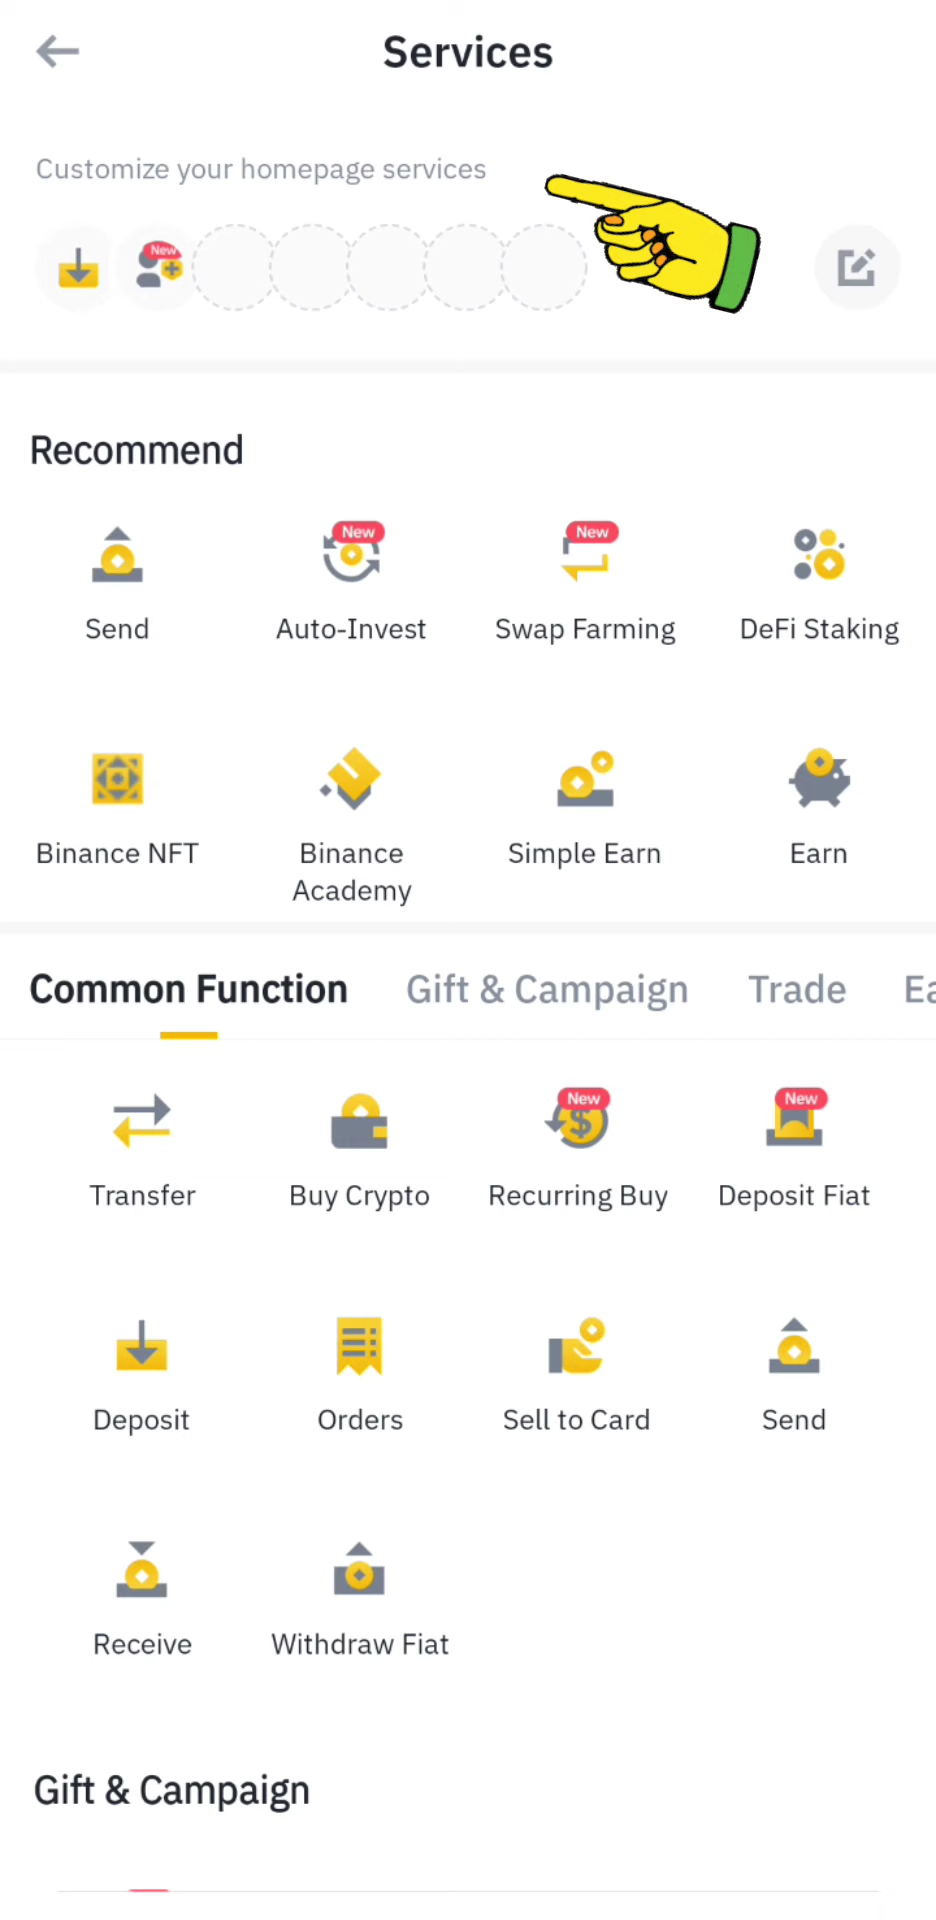 Services
Customize your homepage services
New
Recommend
New
New
Send
Auto-Invest
Swap Farming
DeFi Staking
Binance NFT
Binance
Academy
Simple Earn
Earn
Common Function
Gift & Campaign
Trade
Ea
New
New
Transfer
Buy Crypto
Recurring Buy
Deposit Fiat
Deposit
Orders
Sell to Card
Send
Receive
Withdraw Fiat
Gift & Campaign